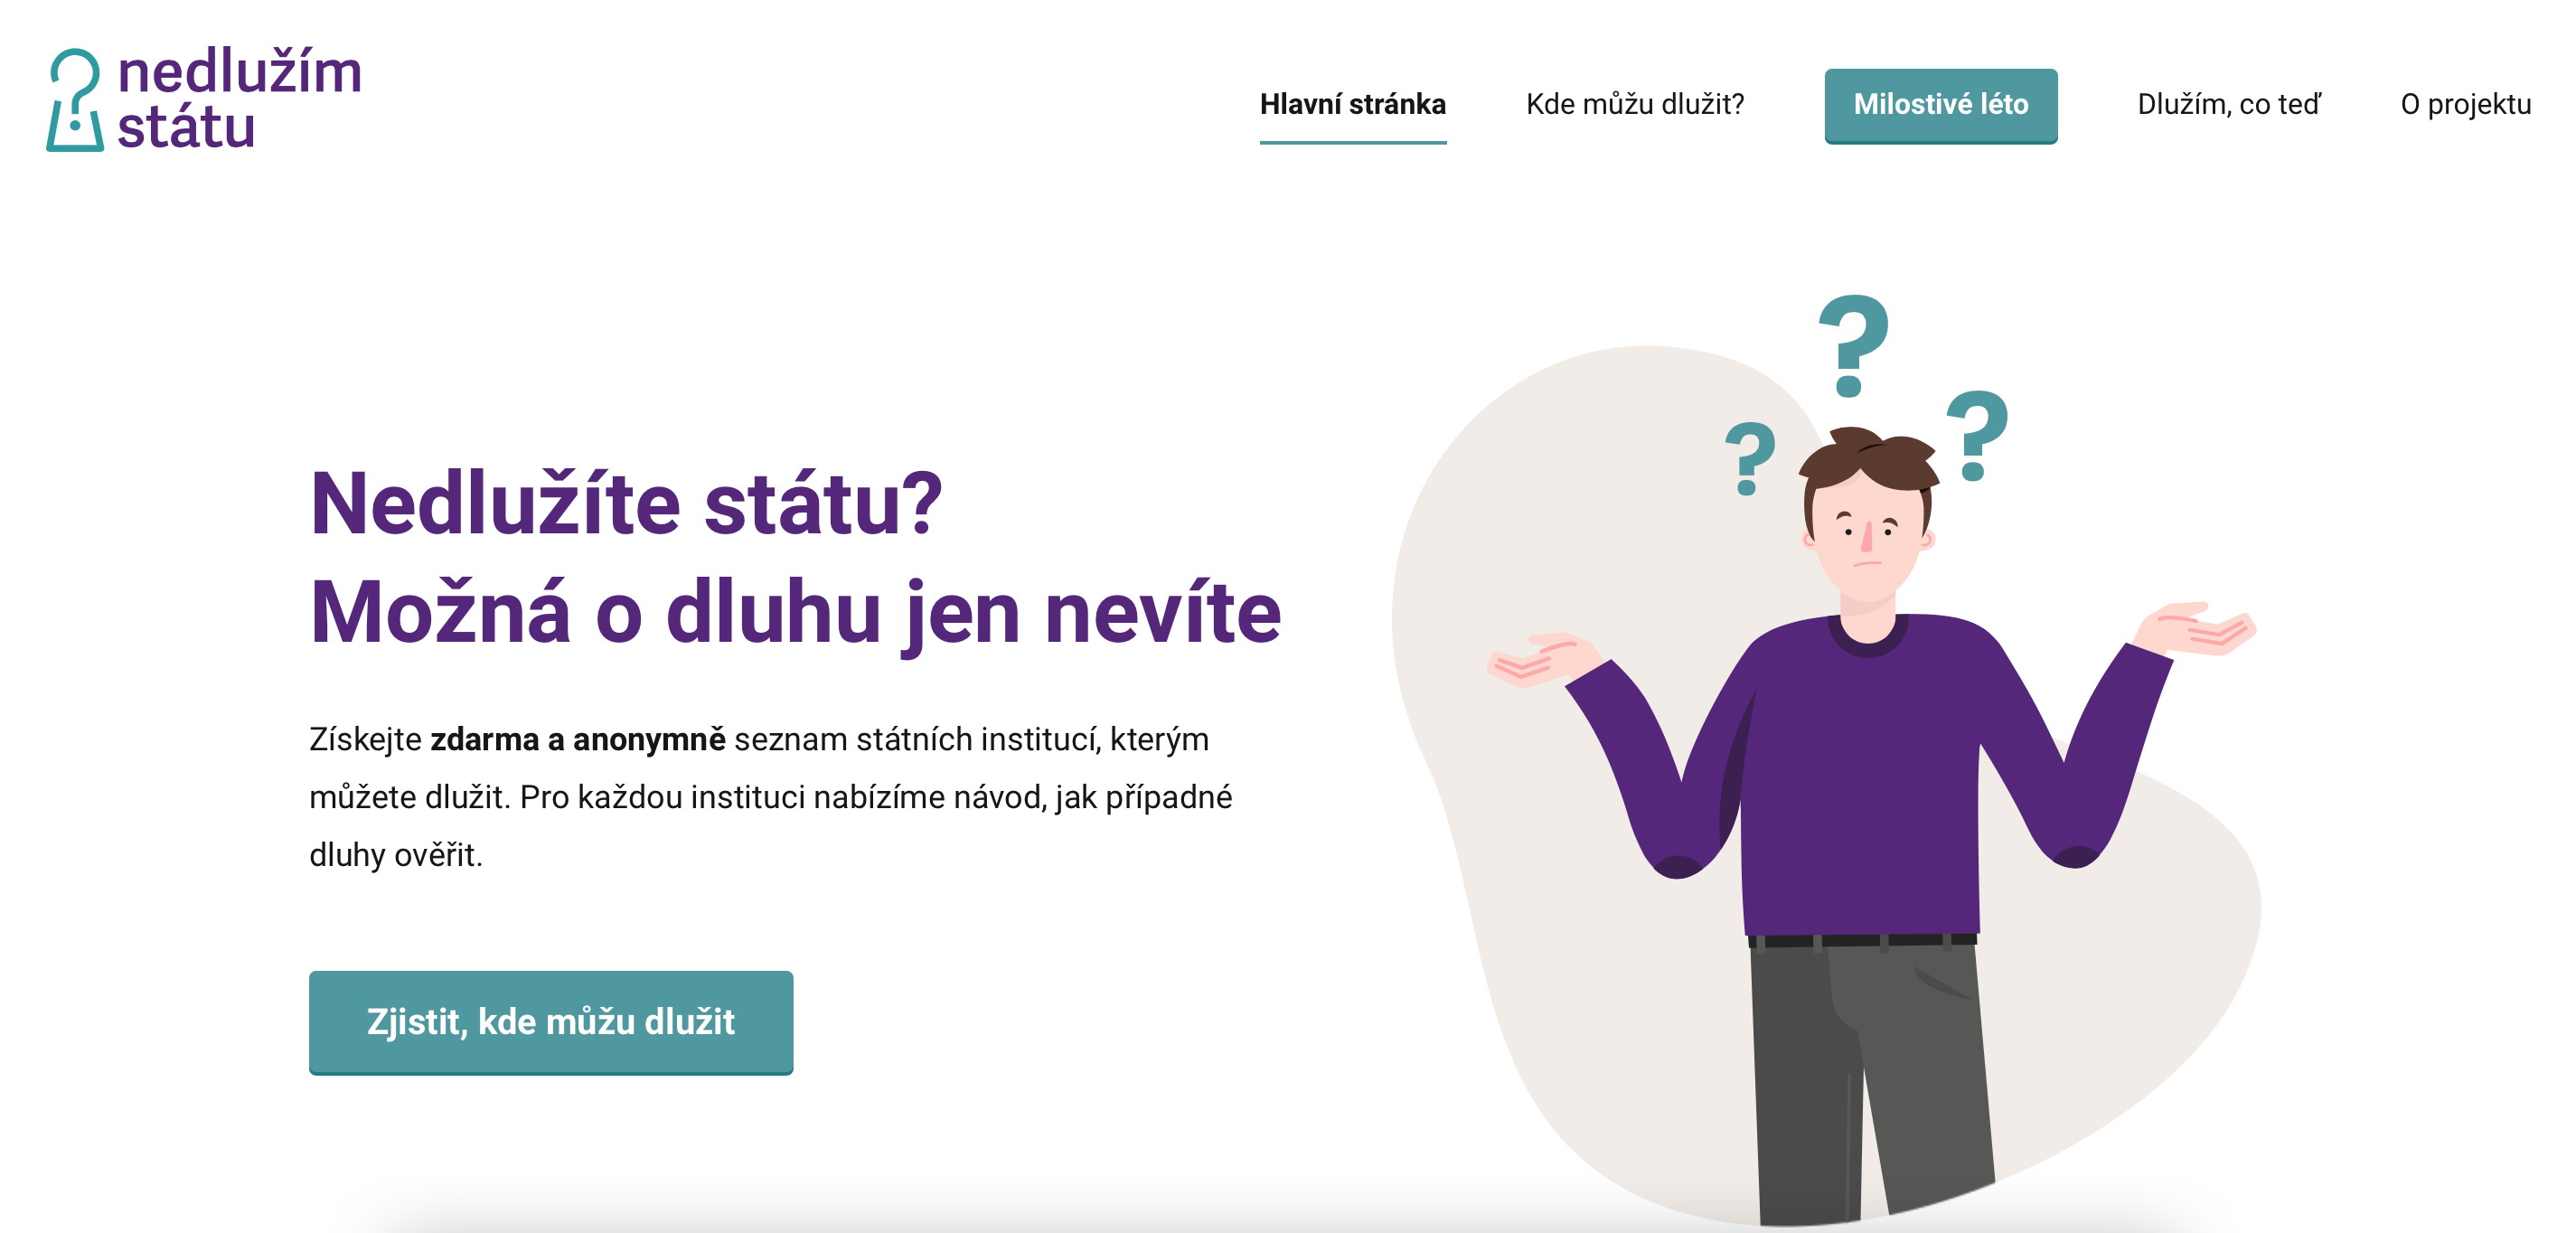 nedlužím
státu
Hlavní stránka
Kde můžu dlužit?
Milostivé léto
Dlužím, co teď
O projektu
? ? ?
Nedlužíte státu?
Možná o dluhu jen nevíte
Získejte zdarma a anonymně seznam státních institucí, kterým
můžete dlužit. Pro každou instituci nabízíme návod, jak případné
dluhy ověřit.
Zjistit, kde můžu dlužit